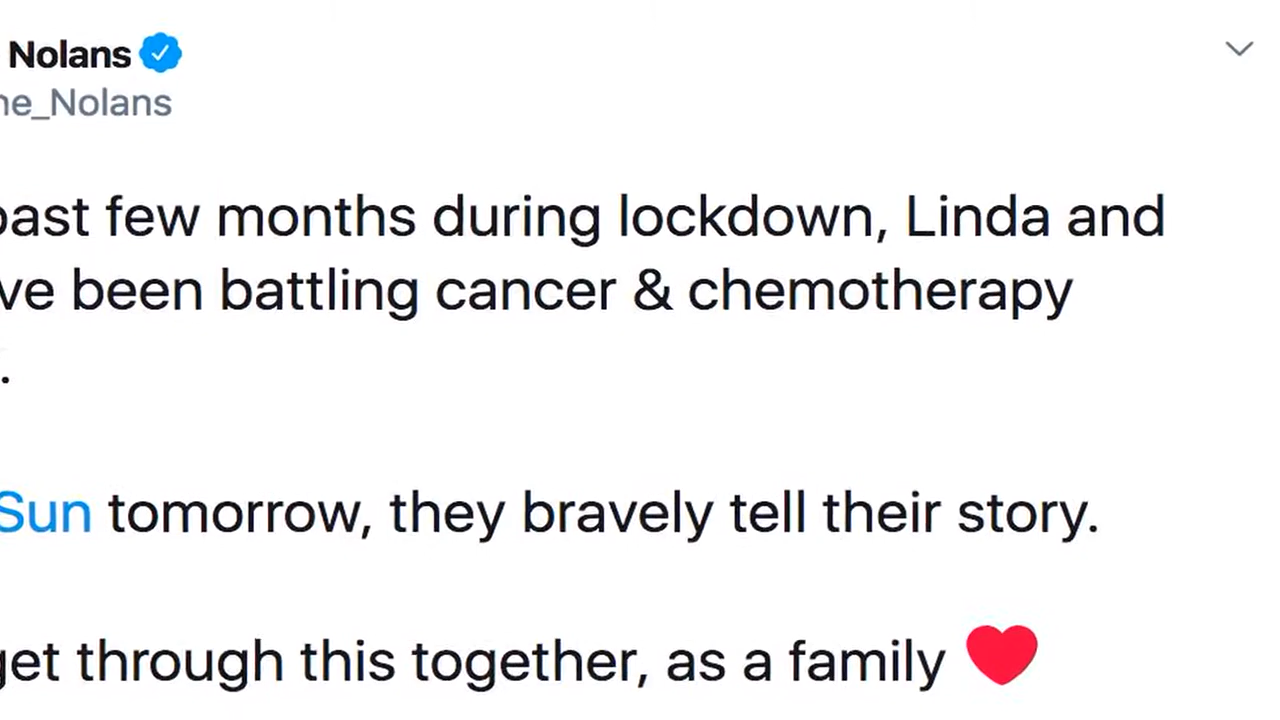 Nolans
ne_Nolans
past few months during lockdown, Linda and
ve been battling cancer & chemotherapy
.
Sun tomorrow, they bravely tell their story.
get through this together, as a family ❤️